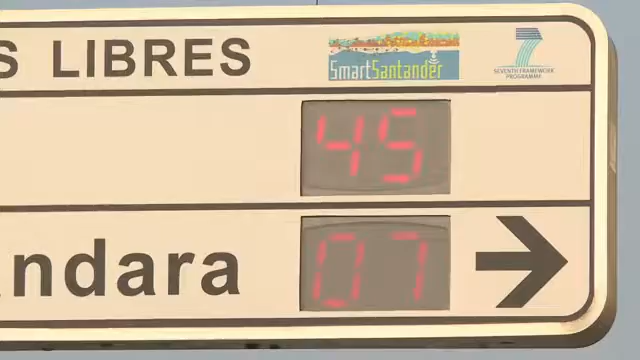 S LIBRES
SmartSantander
SEVENTH FRAMEWORK
PROGRAMME
45
ndara
07